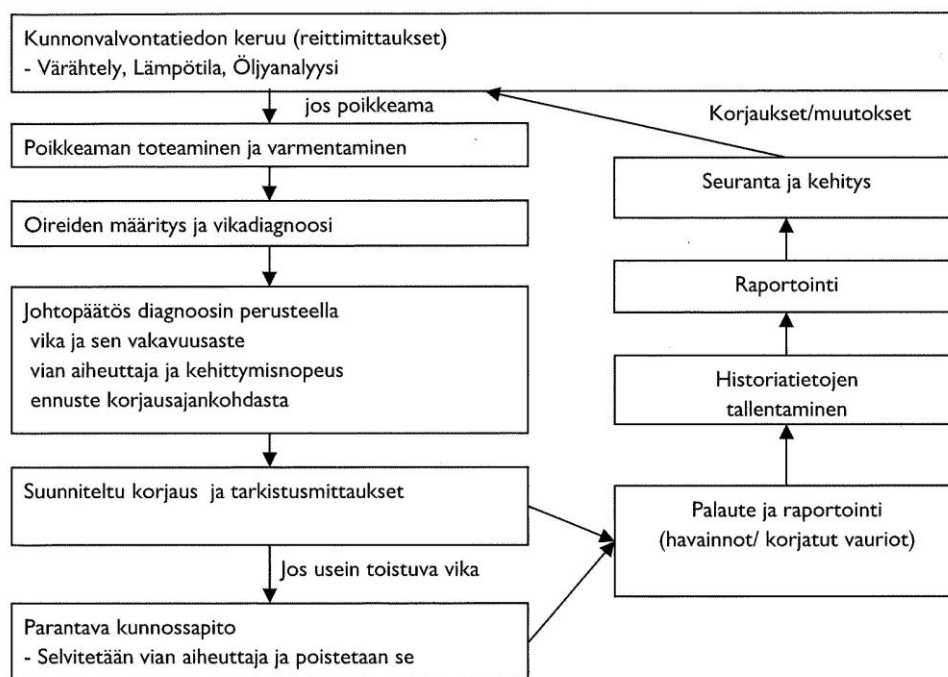 Kunnonvalvontatiedon keruu (reittimittaukset)
- Värähtely, Lämpötila, Öljyanalyysi
jos poikkeama
Korjaukset/muutokset
Poikkeaman toteaminen ja varmentaminen
Oireiden määritys ja vikadiagnoosi
Johtopäätös diagnoosin perusteella
vika ja sen vakavuusaste
vian aiheuttaja ja kehittymisnopeus
ennuste korjausajankohdasta
Suunniteltu korjaus ja tarkistusmittaukset
Jos usein toistuva vika
Parantava kunnossapito
- Selvitetään vian aiheuttaja ja poistetaan se
Palaute ja raportointi
(havainnot/ korjatut vauriot)
Historiatietojen
tallentaminen
Raportointi
Seuranta ja kehitys